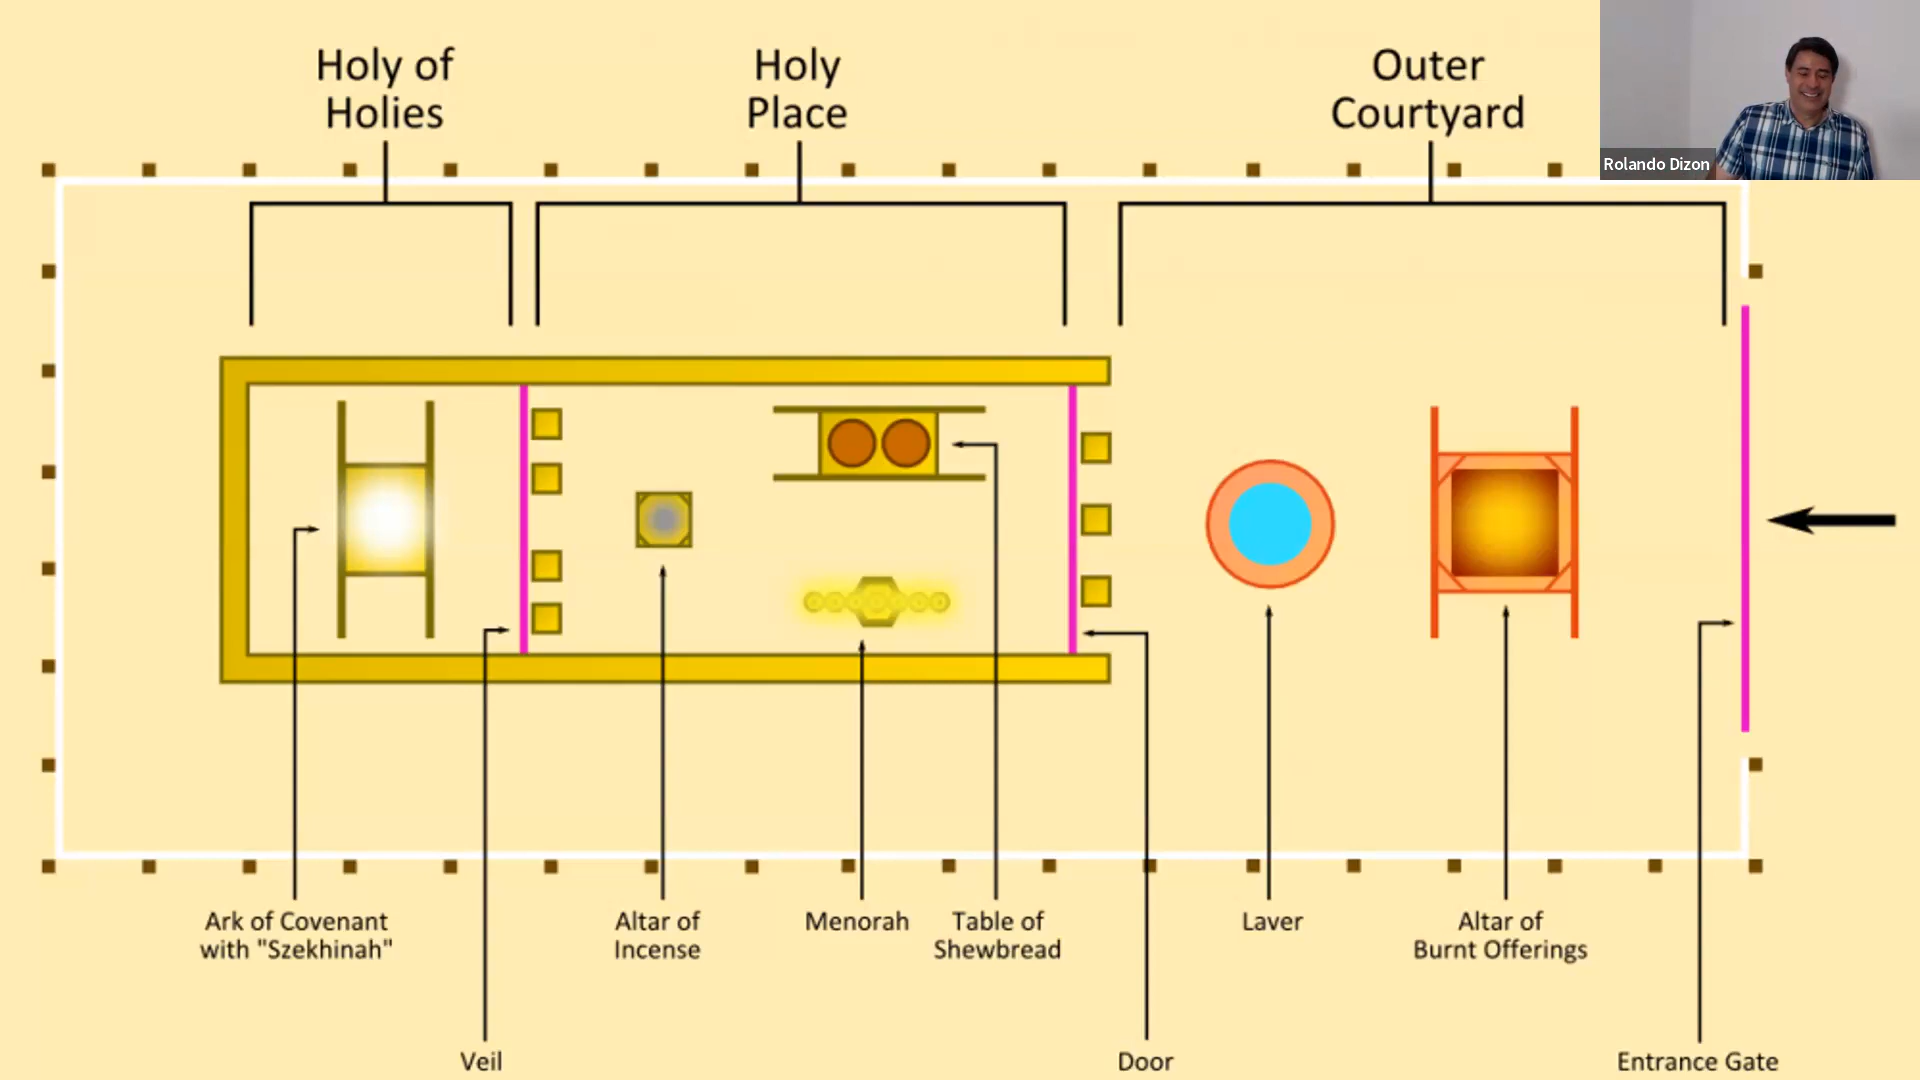 Holy of
Holies
Holy
Place
Outer
Courtyard
Rolando Dizon
Ark of Covenant
with "Szekhinah"
Altar of
Incense
Menorah
Table of
Shewbread
Laver
Altar of
Burnt Offerings
Veil
Door
Entrance Gate